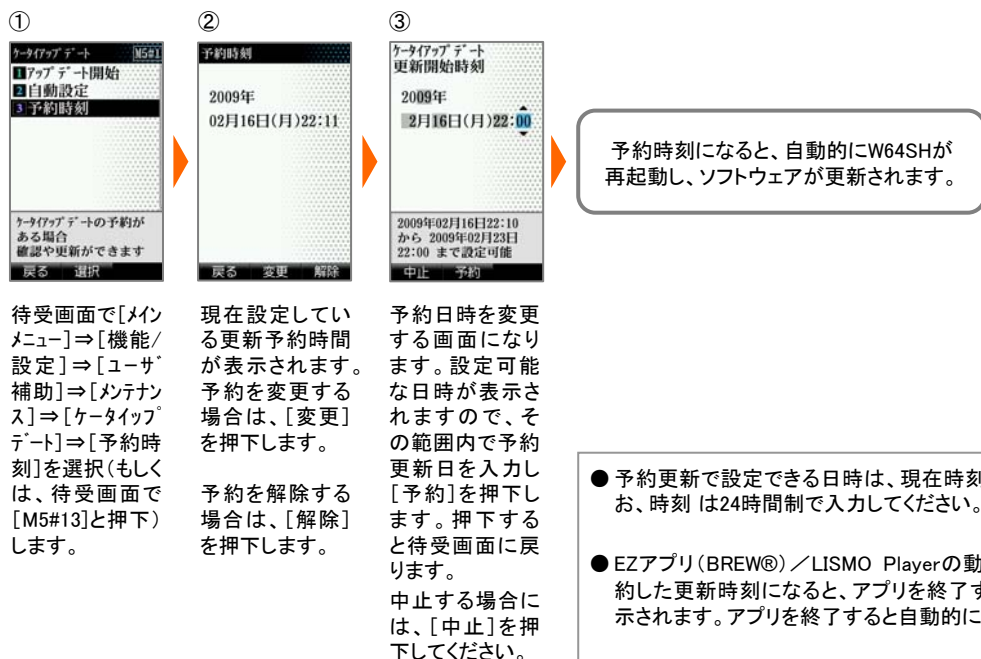 ①
ケータイアップデート M5#1
1アップデート開始
2自動設定
3予約時刻
ケータイアップデートの予約が
ある場合
確認や更新ができます
戻る 選択
待受画面で[メイン
メニュー]⇒[機能/
設定]⇒[ユーザ
補助]⇒[メンテナン
ス]⇒[ケータイップ
デート]⇒[予約時
刻]を選択(もしく
は、待受画面で
[M5#13]と押下)
します。
②
予約時刻
2009年
02月16日(月)22:11
戻る 変更 解除
現在設定してい
る更新予約時間
が表示されます。
予約を変更する
場合は、[変更]
を押下します。
予約を解除する
場合は、[解除]
を押下します。
③
ケータイアップデート
更新開始時刻
2009年
2月16日(月)22:00
2009年02月16日22:10
から 2009年02月23日
22:00 まで設定可能
中止 予約
予約日時を変更
する画面になり
ます。設定可能
な日時が表示さ
れますので、そ
の範囲内で予約
更新日を入力し
[予約]を押下し
ます。押下する
と待受画面に戻
ります。
中止する場合に
は、[中止]を押
下してください。
予約時刻になると、自動的にW64SHが
再起動し、ソフトウェアが更新されます。
● 予約更新で設定できる日時は、現在時刻
お、時刻 は24時間制で入力してください。
● EZアプリ(BREW®)/LISMO Playerの動
約した更新時刻になると、アプリを終了す
示されます。アプリを終了すると自動的に